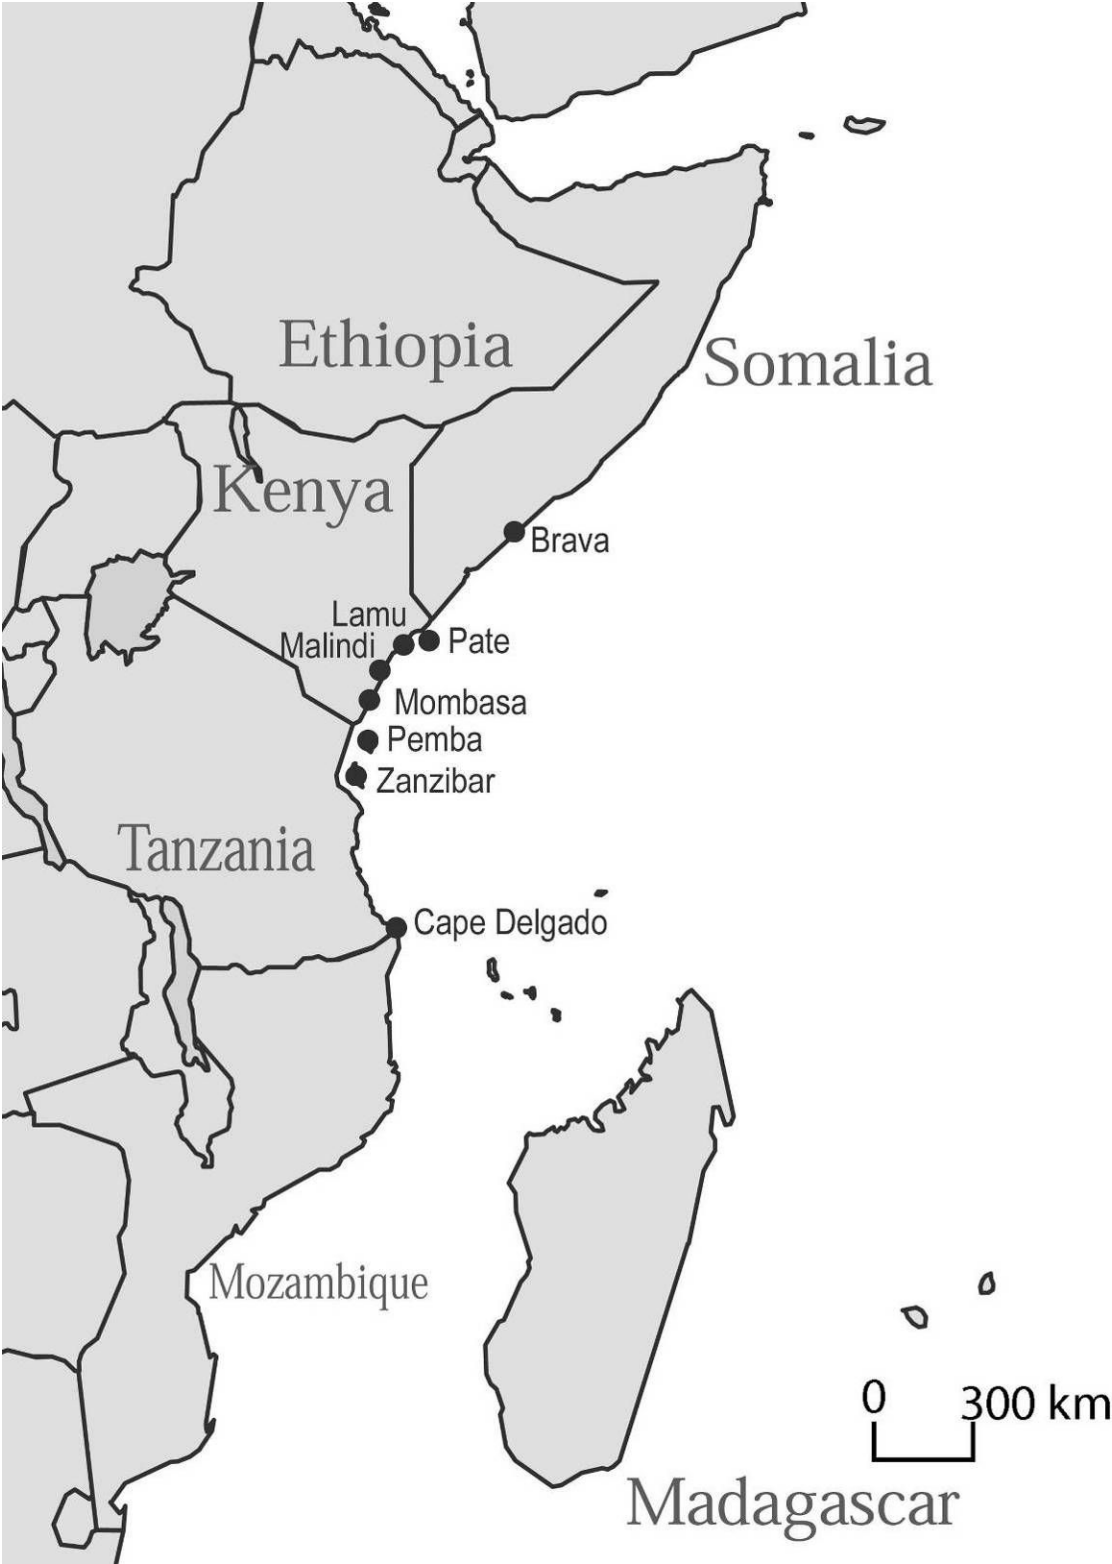 Ethiopia
Somalia
Kenya
Brava
Lamu
Malindi
Pate
Mombasa
Pemba
Zanzibar
Tanzania
Cape Delgado
Mozambique
0
300 km
Madagascar